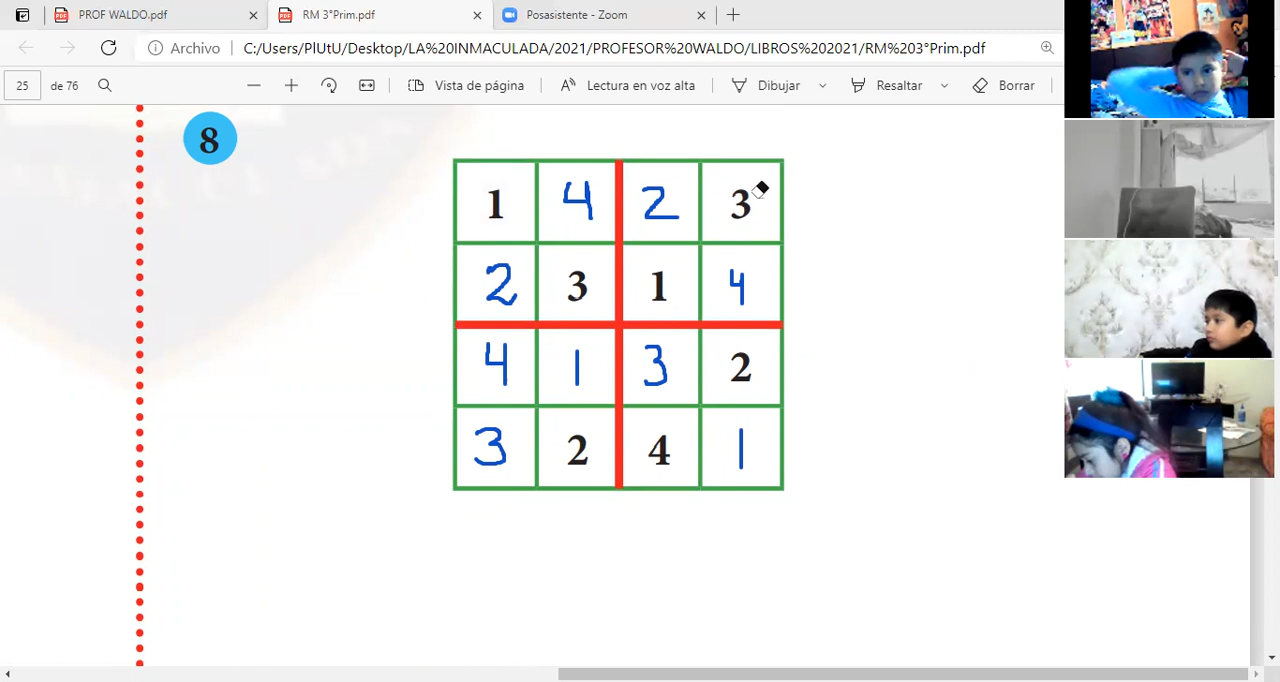 PROF WALDO.pdf
RM 3°Prim.pdf
Posasistente - Zoom
Archivo
C:/Users/PlUtU/Desktop/LA%20INMACULADA/2021/PROFESOR%20WALDO/LIBROS%202021/RM%203°Prim.pdf
25 de 76
Vista de página
Lectura en voz alta
Dibujar
Resaltar
Borrar
8
1 4 2 3
2 3 1 4
4 1 3 2
3 2 4 1